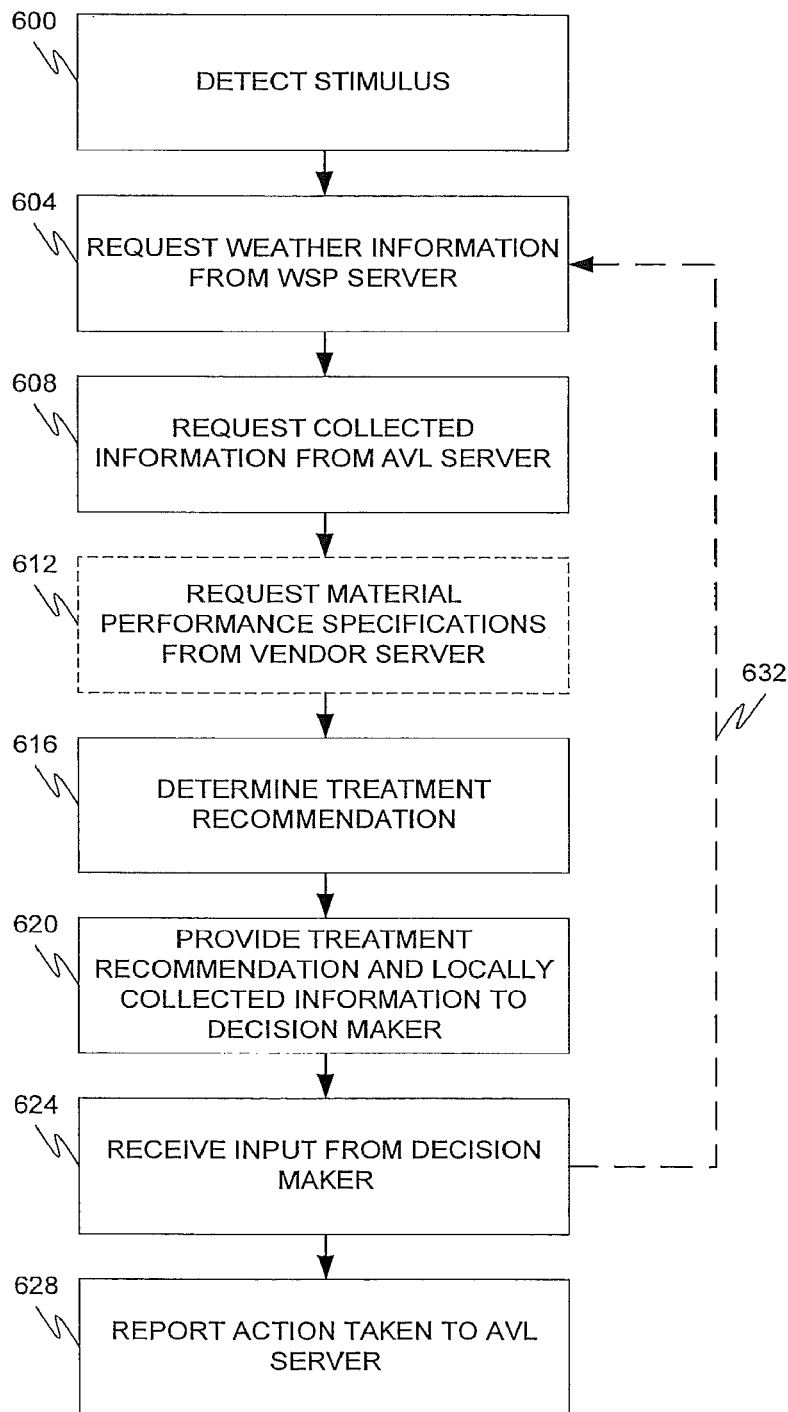 600
DETECT STIMULUS
604
REQUEST WEATHER INFORMATION
FROM WSP SERVER
608
REQUEST COLLECTED
INFORMATION FROM AVL SERVER
612
REQUEST MATERIAL
PERFORMANCE SPECIFICATIONS
FROM VENDOR SERVER
632
616
DETERMINE TREATMENT
RECOMMENDATION
620
PROVIDE TREATMENT
RECOMMENDATION AND LOCALLY
COLLECTED INFORMATION TO
DECISION MAKER
624
RECEIVE INPUT FROM DECISION
MAKER
628
REPORT ACTION TAKEN TO AVL
SERVER